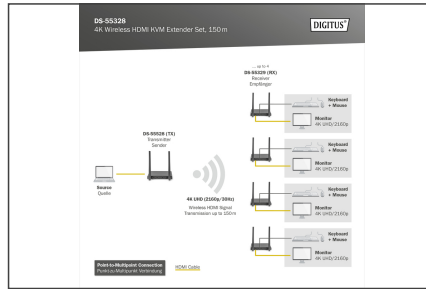 DS-55328
4K Wireless HDMI KVM Extender Set, 150 m
DIGITUS®
... up to 4
DS-55329 (RX)
Receiver
Empfänger
Keyboard
+ Mouse
Monitor
4K UHD/2160p
DS-55528 (TX)
Transmitter
Sender
Keyboard
+ Mouse
Monitor
4K UHD/2160p
Source
Quelle
4K UHD (2160p/30Hz)
Wireless HDMI Signal
Transmission up to 150m
Keyboard
+ Mouse
Monitor
4K UHD/2160p
Keyboard
+ Mouse
Monitor
4K UHD/2160p
Point-to-Multipoint Connection
Punkt-zu-Multipunkt Verbindung
HDMI Cable